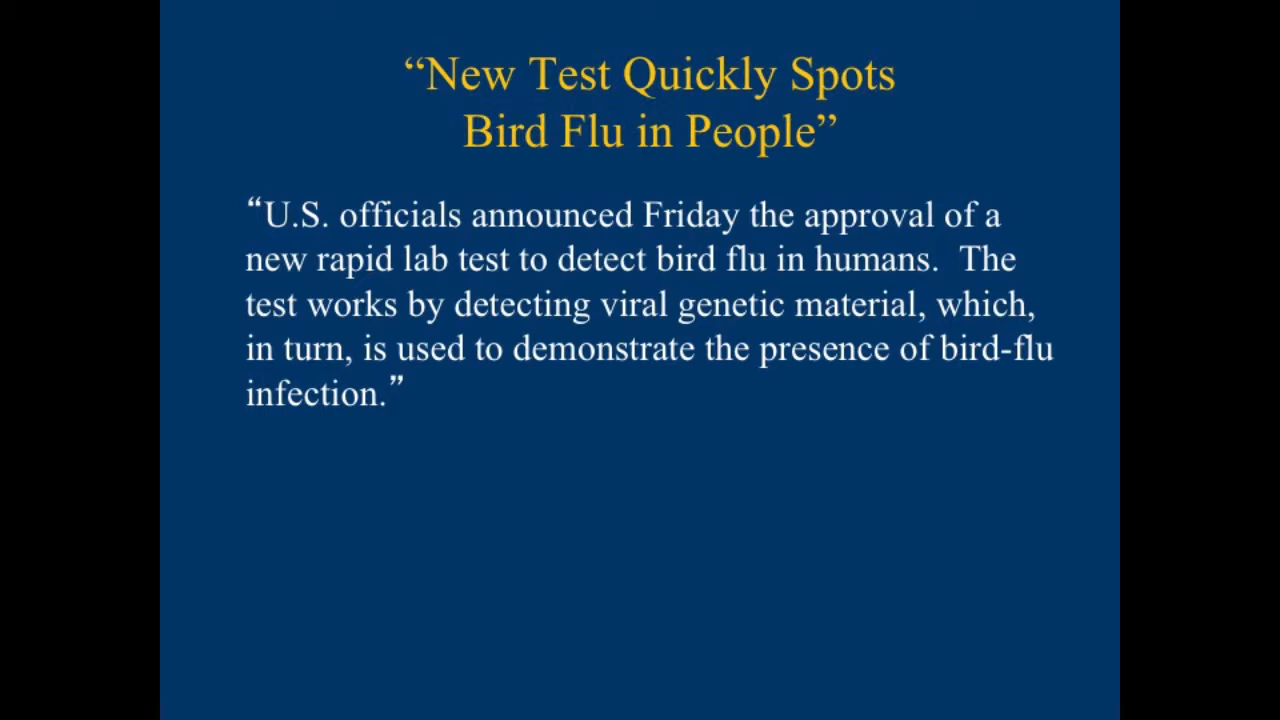 “New Test Quickly Spots
Bird Flu in People”
“U.S. officials announced Friday the approval of a
new rapid lab test to detect bird flu in humans.  The
test works by detecting viral genetic material, which,
in turn, is used to demonstrate the presence of bird-flu
infection.”